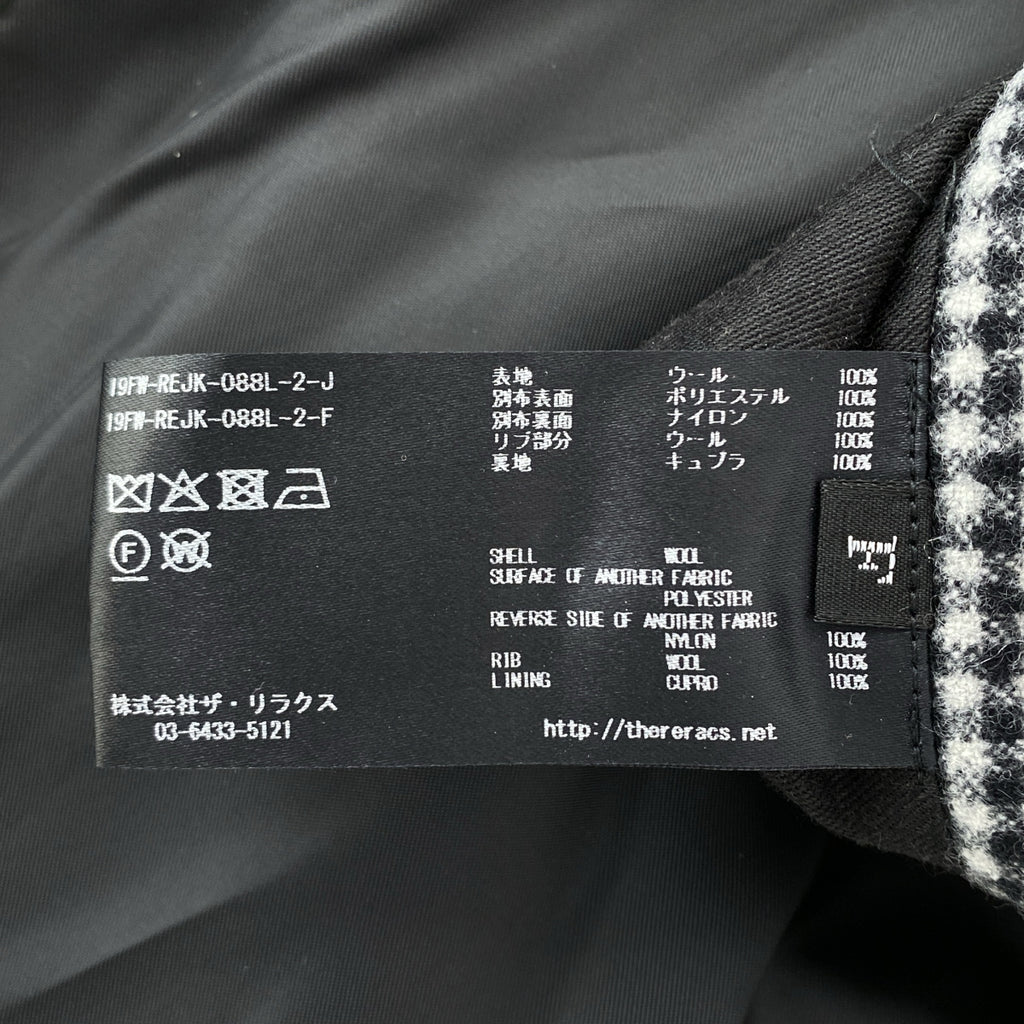 19FW-REJK-088L-2-J
19FW-REJK-088L-2-F
F
W
株式会社ザ・リラクス
03-6433-5121
表地 ウール 100%
別布表面 ポリエステル 100%
別布裏面 ナイロン 100%
リブ部分 ウール 100%
裏地 キュプラ 100%
SHELL WOOL
SURFACE OF ANOTHER FABRIC
POLYESTER
REVERSE SIDE OF ANOTHER FABRIC
NYLON 100%
RIB WOOL 100%
LINING CUPRO 100%
http://thereracs.net